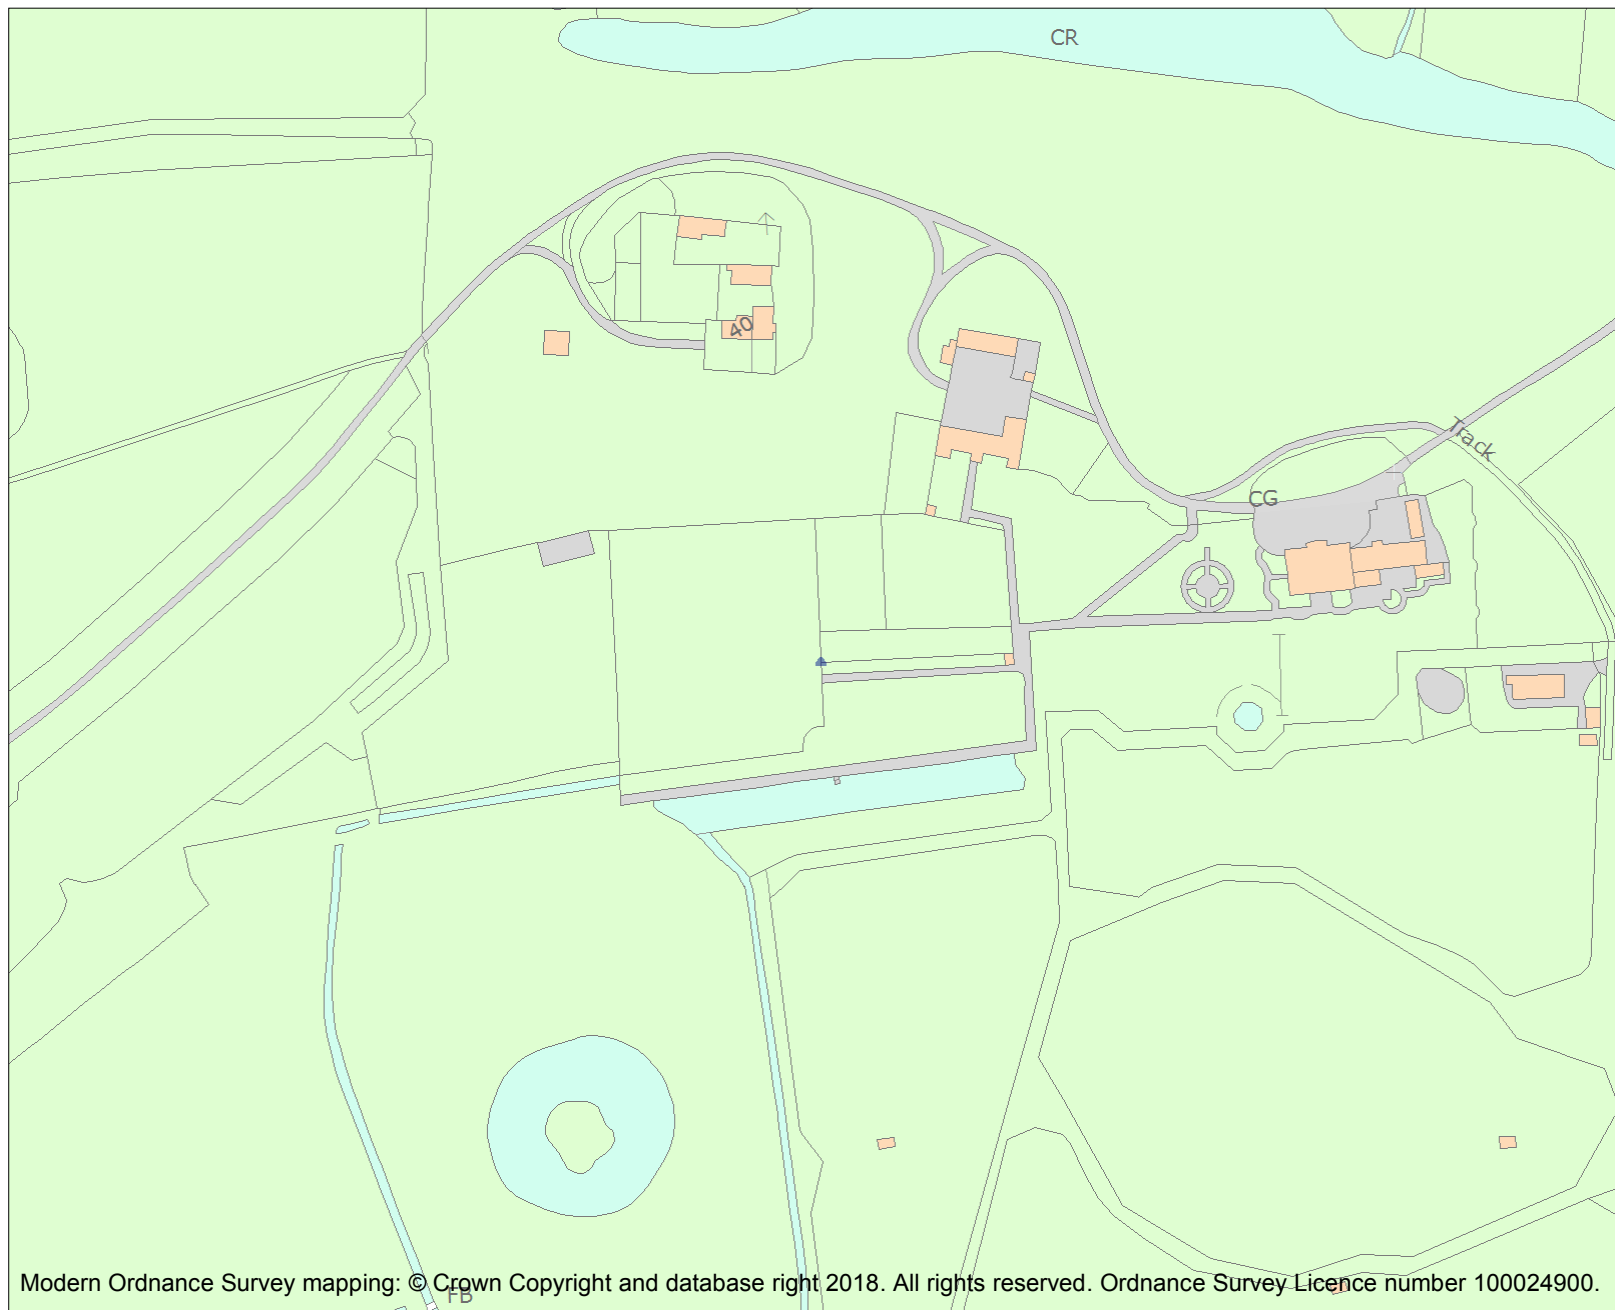 CR
40
Track
CG
Modern Ordnance Survey mapping: © Crown Copyright and database right 2018. All rights reserved. Ordnance Survey Licence number 100024900.
FB